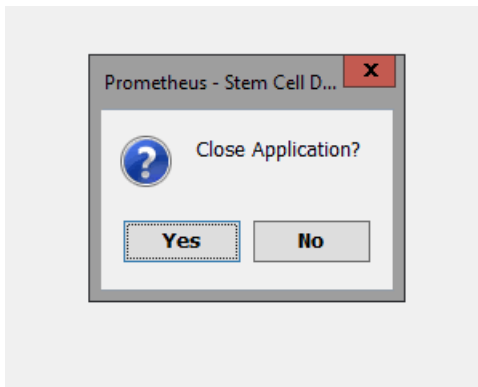 Prometheus - Stem Cell D...
x
Close Application?
?
Yes
No